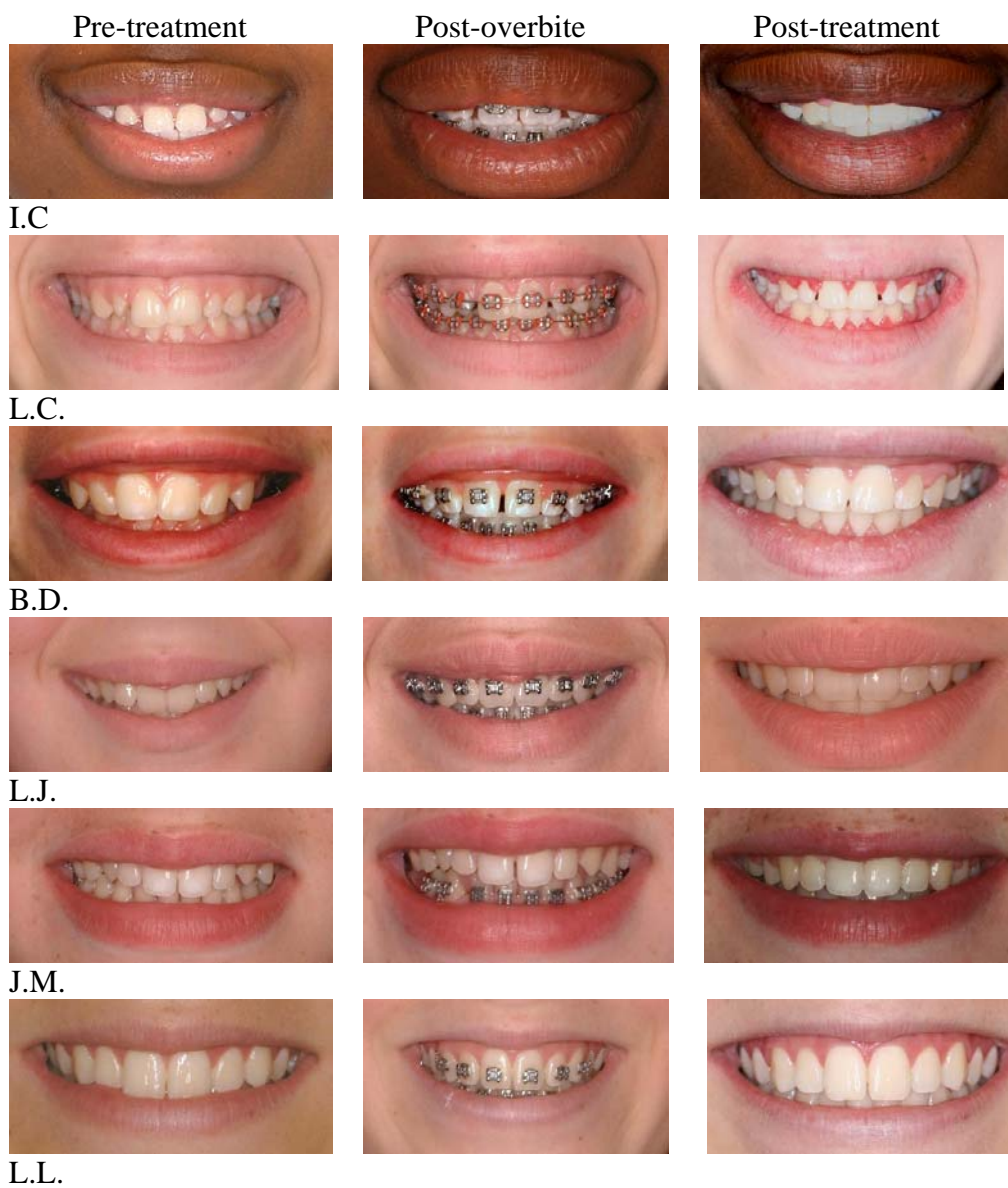 Pre-treatment Post-overbite Post-treatment
I.C
L.C.
B.D.
L.J.
J.M.
L.L.